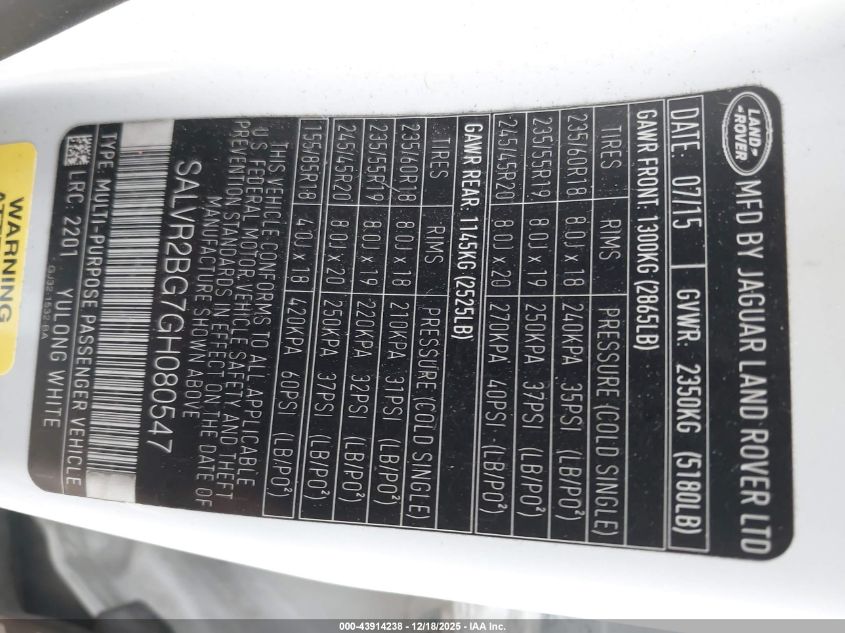 LAND
ROVER
MFD BY JAGUAR LAND ROVER LTD
DATE: 07/15 GVWR: 2350KG (5180LB)
GAWR FRONT: 1300KG (2865LB)
TIRES RIMS PRESSURE (COLD SINGLE)
235/60R18 8.0J x 18 240KPA 35PSI (LB/PO²)
235/55R19 8.0J x 19 250KPA 37PSI (LB/PO²)
245/45R20 8.0J x 20 270KPA 40PSI (LB/PO²)
GAWR REAR: 1145KG (2525LB)
TIRES RIMS PRESSURE (COLD SINGLE)
235/60R18 8.0J x 18 210KPA 31PSI (LB/PO²)
235/55R19 8.0J x 19 220KPA 32PSI (LB/PO²)
245/45R20 8.0J x 20 250KPA 37PSI (LB/PO²)
155/85R18 4.0J x 18 420KPA 60PSI (LB/PO²)
THIS VEHICLE CONFORMS TO ALL APPLICABLE
U.S FEDERAL MOTOR VEHICLE SAFETY AND THEFT
PREVENTION STANDARDS IN EFFECT ON THE DATE OF
MANUFACTURE SHOWN ABOVE
SALVR2BG7GH080547
TYPE: MULTI-PURPOSE PASSENGER VEHICLE
LRC: 2201 YULONG WHITE
GJ32-1532-BA
WARNING
000-43914238 - 12/18/2025 - IAA Inc.